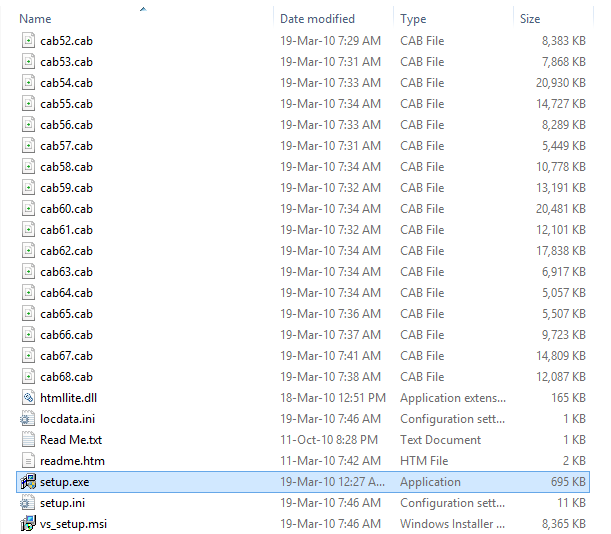 Name Date modified Type Size
cab52.cab 19-Mar-10 7:29 AM CAB File 8,383 KB
cab53.cab 19-Mar-10 7:31 AM CAB File 7,868 KB
cab54.cab 19-Mar-10 7:33 AM CAB File 20,930 KB
cab55.cab 19-Mar-10 7:34 AM CAB File 14,727 KB
cab56.cab 19-Mar-10 7:33 AM CAB File 8,289 KB
cab57.cab 19-Mar-10 7:31 AM CAB File 5,449 KB
cab58.cab 19-Mar-10 7:34 AM CAB File 10,778 KB
cab59.cab 19-Mar-10 7:32 AM CAB File 13,191 KB
cab60.cab 19-Mar-10 7:34 AM CAB File 20,481 KB
cab61.cab 19-Mar-10 7:32 AM CAB File 12,101 KB
cab62.cab 19-Mar-10 7:34 AM CAB File 17,838 KB
cab63.cab 19-Mar-10 7:34 AM CAB File 6,917 KB
cab64.cab 19-Mar-10 7:34 AM CAB File 5,057 KB
cab65.cab 19-Mar-10 7:36 AM CAB File 5,507 KB
cab66.cab 19-Mar-10 7:37 AM CAB File 9,723 KB
cab67.cab 19-Mar-10 7:41 AM CAB File 14,809 KB
cab68.cab 19-Mar-10 7:38 AM CAB File 12,087 KB
htmllite.dll 18-Mar-10 12:51 PM Application extens... 165 KB
locdata.ini 19-Mar-10 7:46 AM Configuration sett... 1 KB
Read Me.txt 11-Oct-10 8:28 PM Text Document 1 KB
readme.htm 11-Mar-10 7:42 AM HTM File 2 KB
setup.exe 19-Mar-10 12:27 A... Application 695 KB
setup.ini 19-Mar-10 7:46 AM Configuration sett... 11 KB
vs_setup.msi 19-Mar-10 7:46 AM Windows Installer ... 8,365 KB